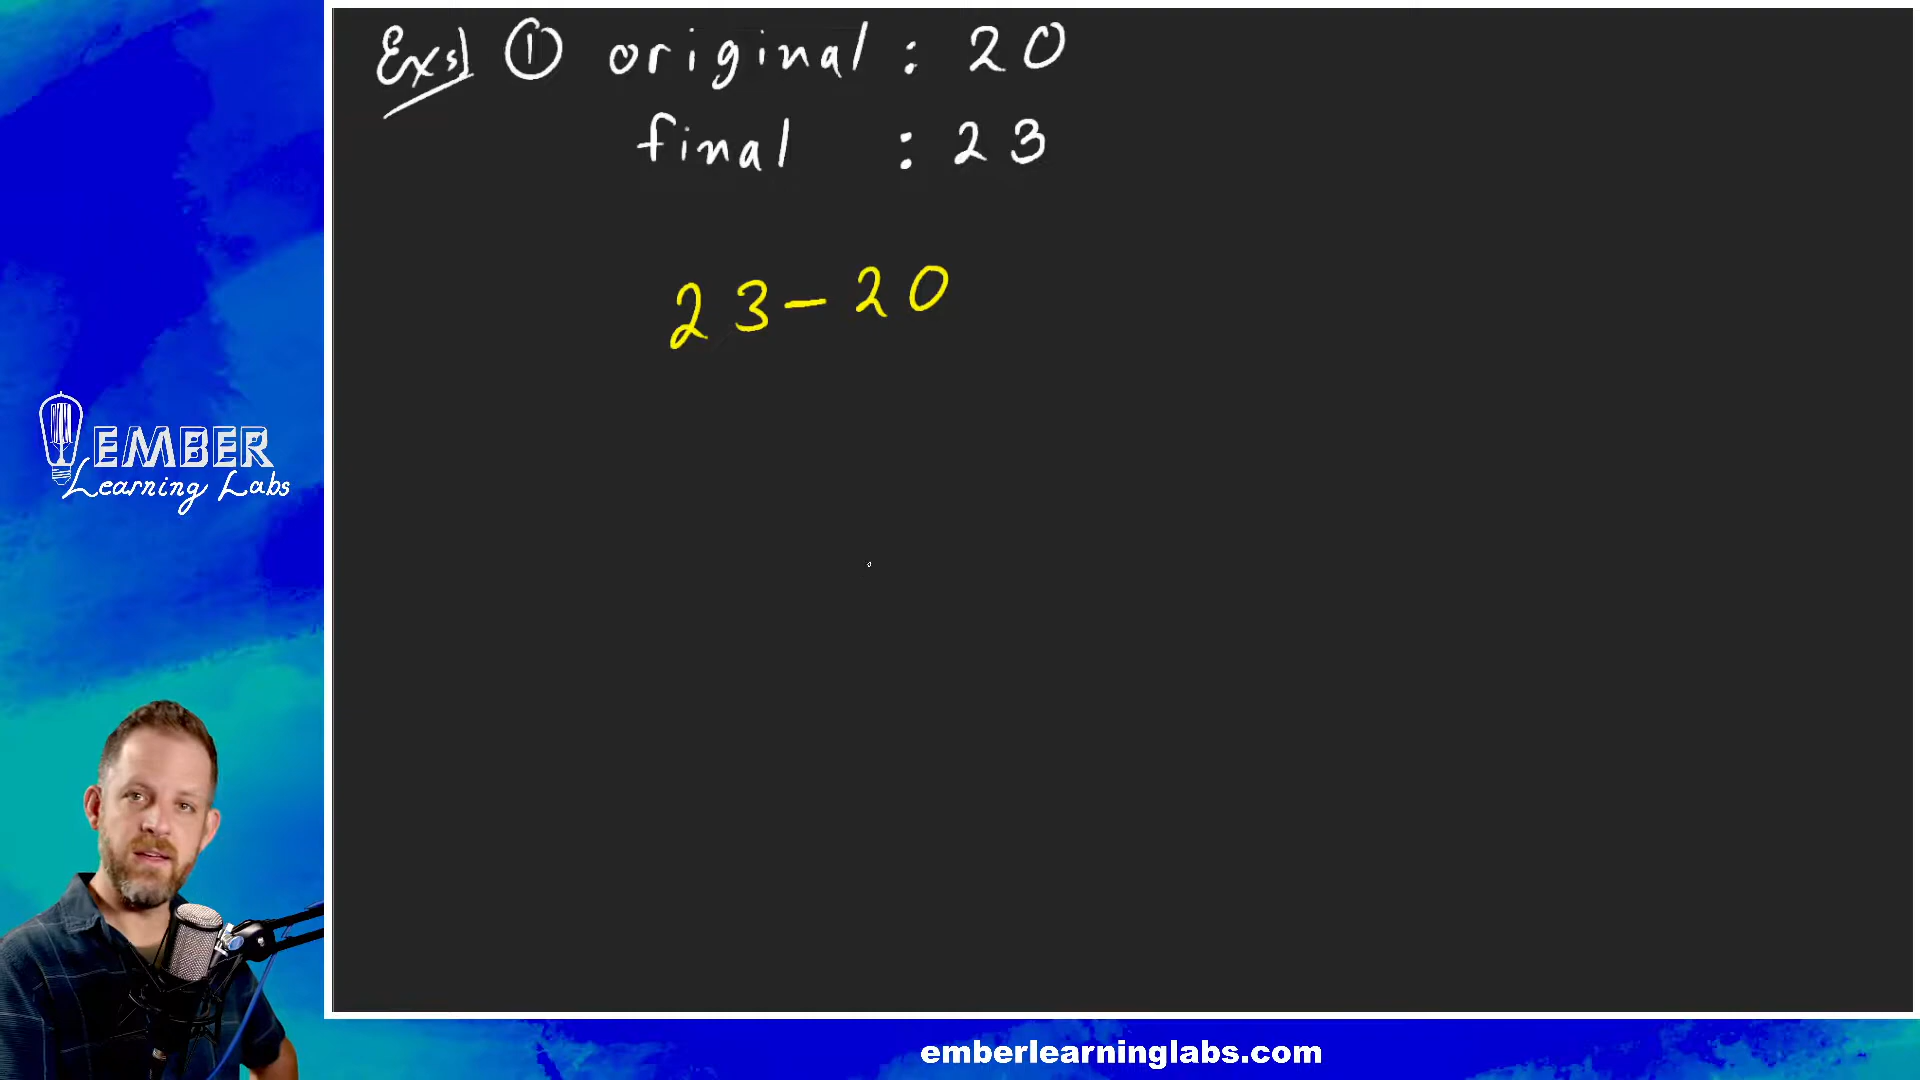 Exs) ① original : 20
final : 23
23 - 20
EMBER
Learning Labs
emberlearninglabs.com